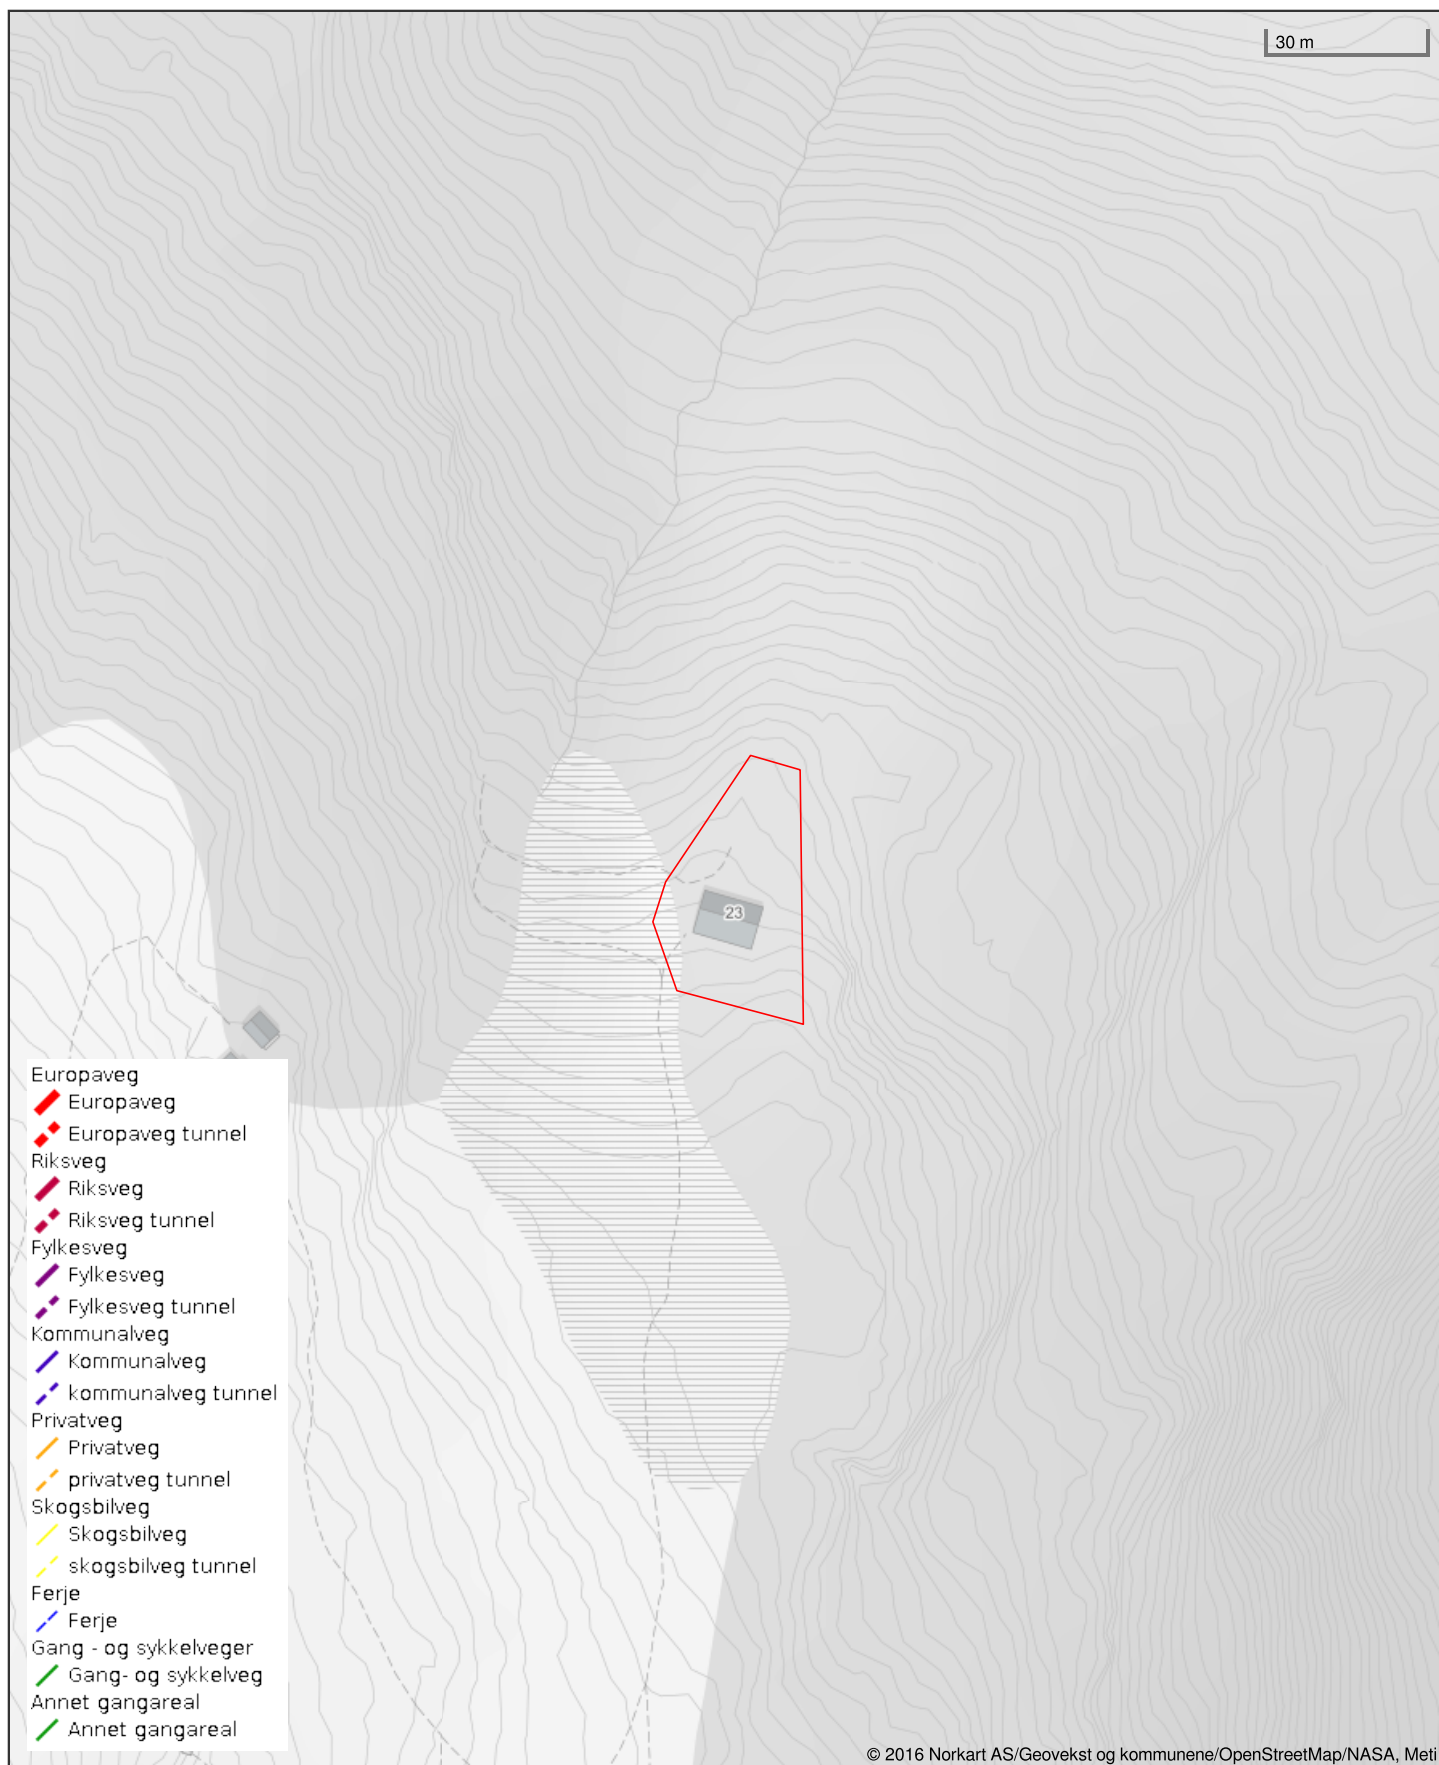 30 m
23
Europaveg
Europaveg
Europaveg tunnel
Riksveg
Riksveg
Riksveg tunnel
Fylkesveg
Fylkesveg
Fylkesveg tunnel
Kommunalveg
Kommunalveg
kommunalveg tunnel
Privatveg
Privatveg
privatveg tunnel
Skogsbilveg
Skogsbilveg
skogsbilveg tunnel
Ferje
Ferje
Gang - og sykkelveger
Gang- og sykkelveg
Annet gangareal
Annet gangareal
© 2016 Norkart AS/Geovekst og kommunene/OpenStreetMap/NASA, Meti